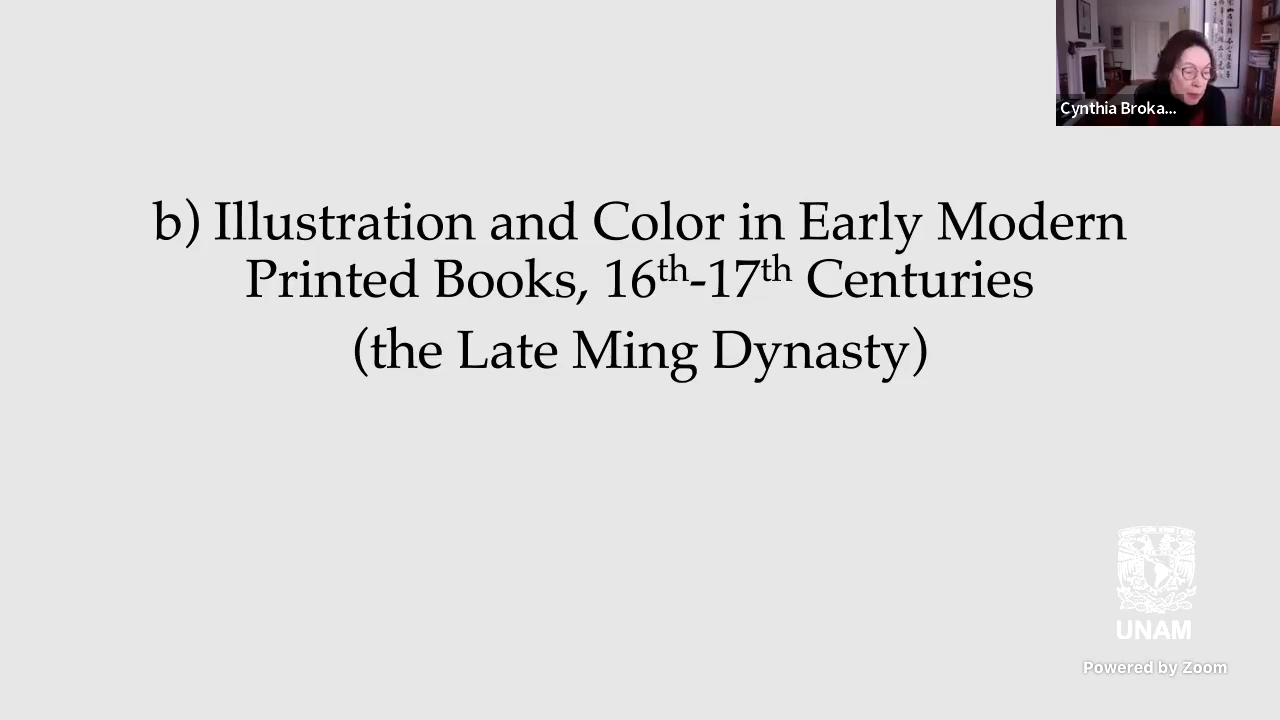 Cynthia Broka...
b) Illustration and Color in Early Modern
Printed Books, 16th-17th Centuries
(the Late Ming Dynasty)
UNAM
Powered by Zoom